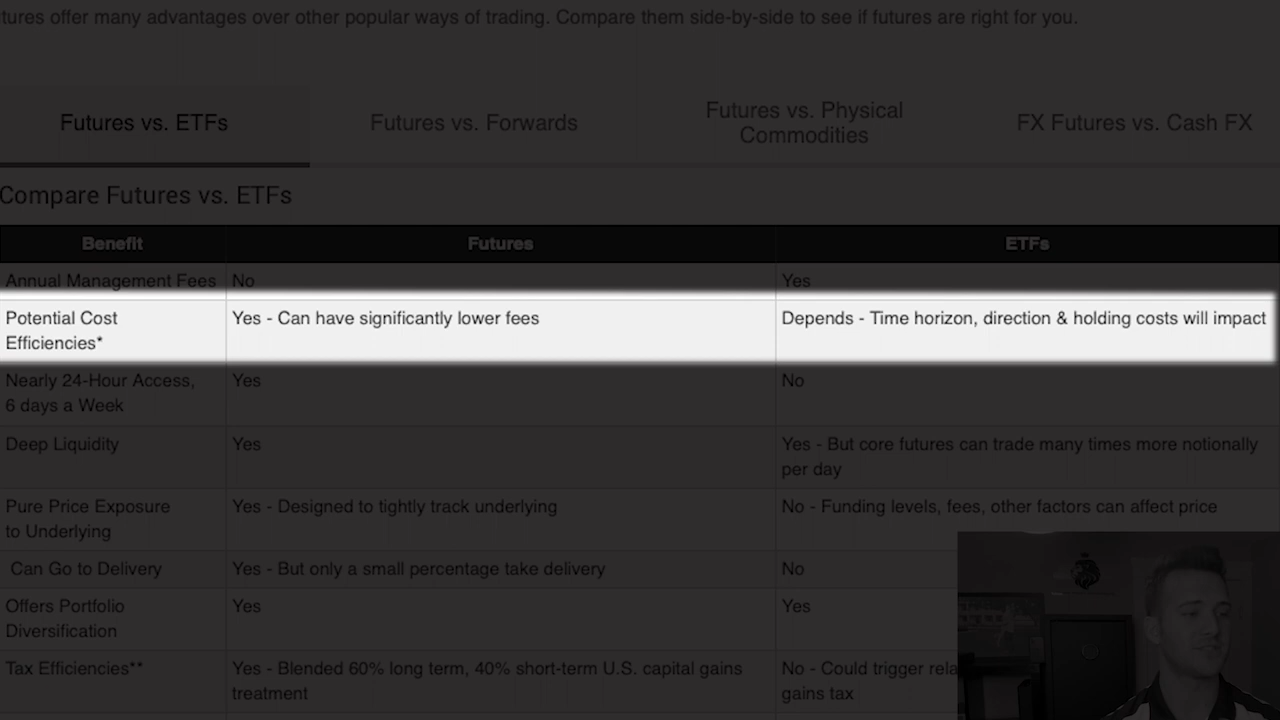 tures offer many advantages over other popular ways of trading. Compare them side-by-side to see if futures are right for you.
Futures vs. ETFs
Futures vs. Forwards
Futures vs. Physical
Commodities
FX Futures vs. Cash FX
Compare Futures vs. ETFs
Benefit Futures ETFs
Annual Management Fees No Yes
Potential Cost
Efficiencies*
Yes - Can have significantly lower fees
Depends - Time horizon, direction & holding costs will impact
Nearly 24-Hour Access,
6 days a Week
Yes
No
Deep Liquidity
Yes
Yes - But core futures can trade many times more notionally
per day
Pure Price Exposure
to Underlying
Yes - Designed to tightly track underlying
No - Funding levels, fees, other factors can affect price
Can Go to Delivery
Yes - But only a small percentage take delivery
No
Offers Portfolio
Diversification
Yes
Yes
Tax Efficiencies**
Yes - Blended 60% long term, 40% short-term U.S. capital gains
treatment
No - Could trigger rela
gains tax